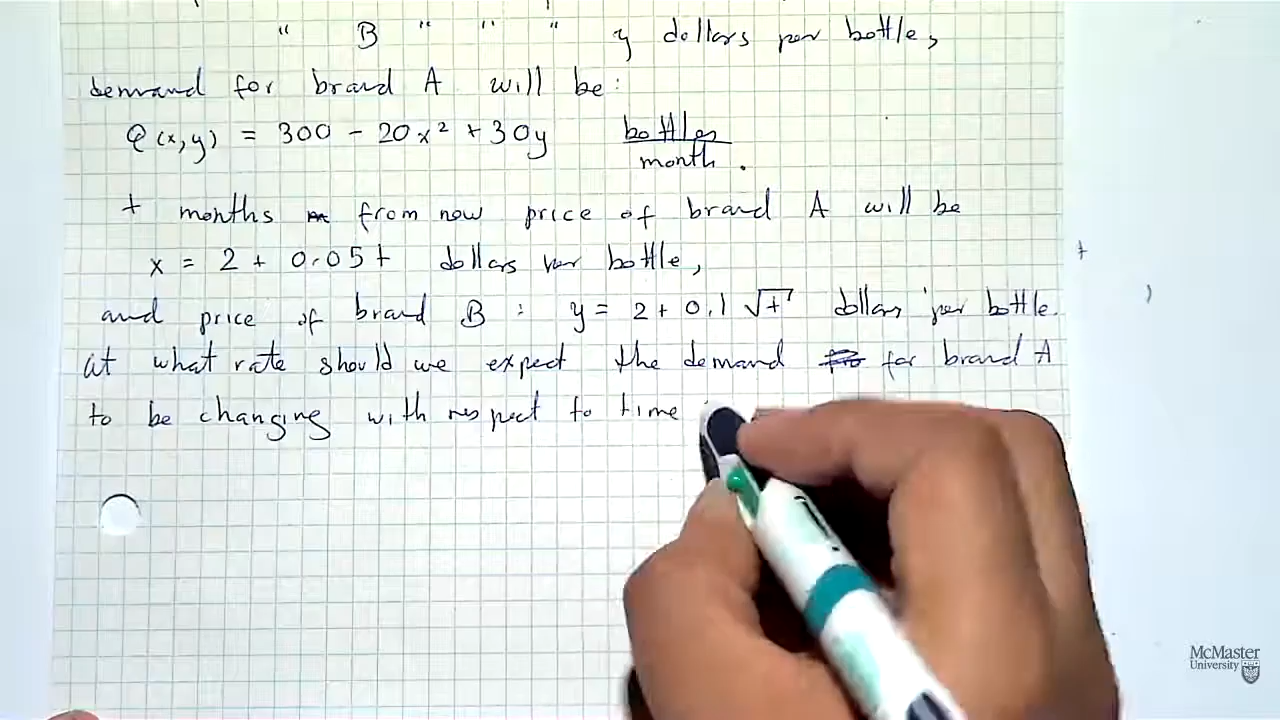 " B " " " y dollars per bottle,
demand for brand A will be:
Q(x,y) = 300 - 20x² + 30y bottles/month.
t months from now price of brand A will be
x = 2 + 0.05t dollars per bottle,
and price of brand B : y = 2 + 0.1 √t dollars per bottle.
at what rate should we expect the demand for brand A
to be changing with respect to time
McMaster
University